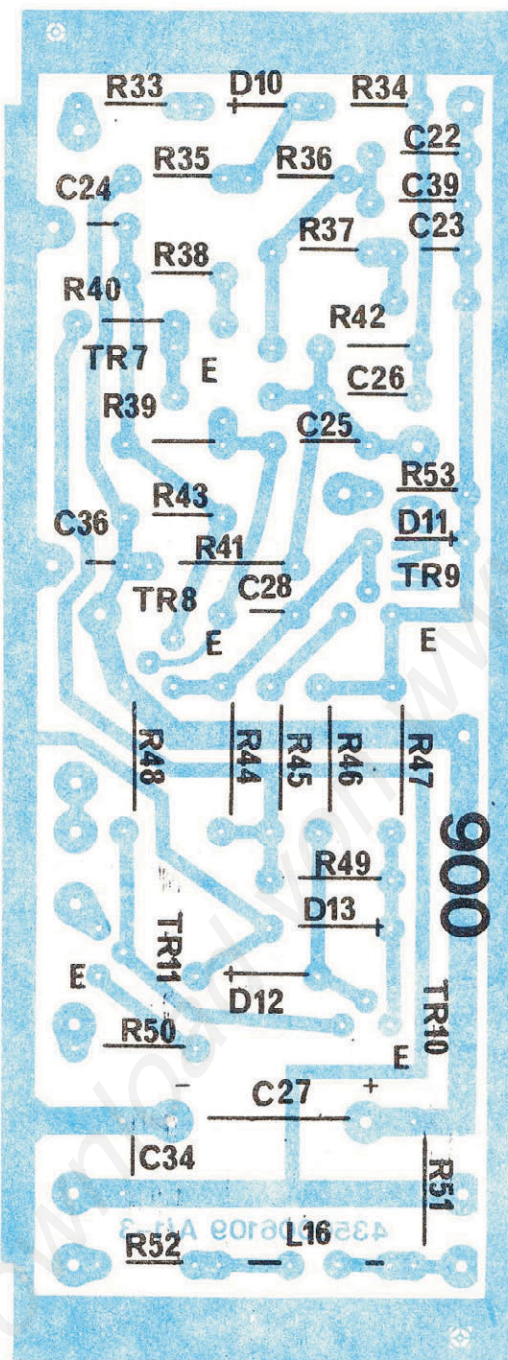 R33 D10 R34
C22
R35 R36
C39
C24
R37 C23
R38
R40
R42
TR7 E
C26
R39
C25
R53
R43
C36 D11
R41
TR9
TR8 C28
E E
R48 R44 R45 R46 R47
900
R49
D13
TR11
E
D12
TR10
R50
E
- C27 +
C34
R51
L16
R52